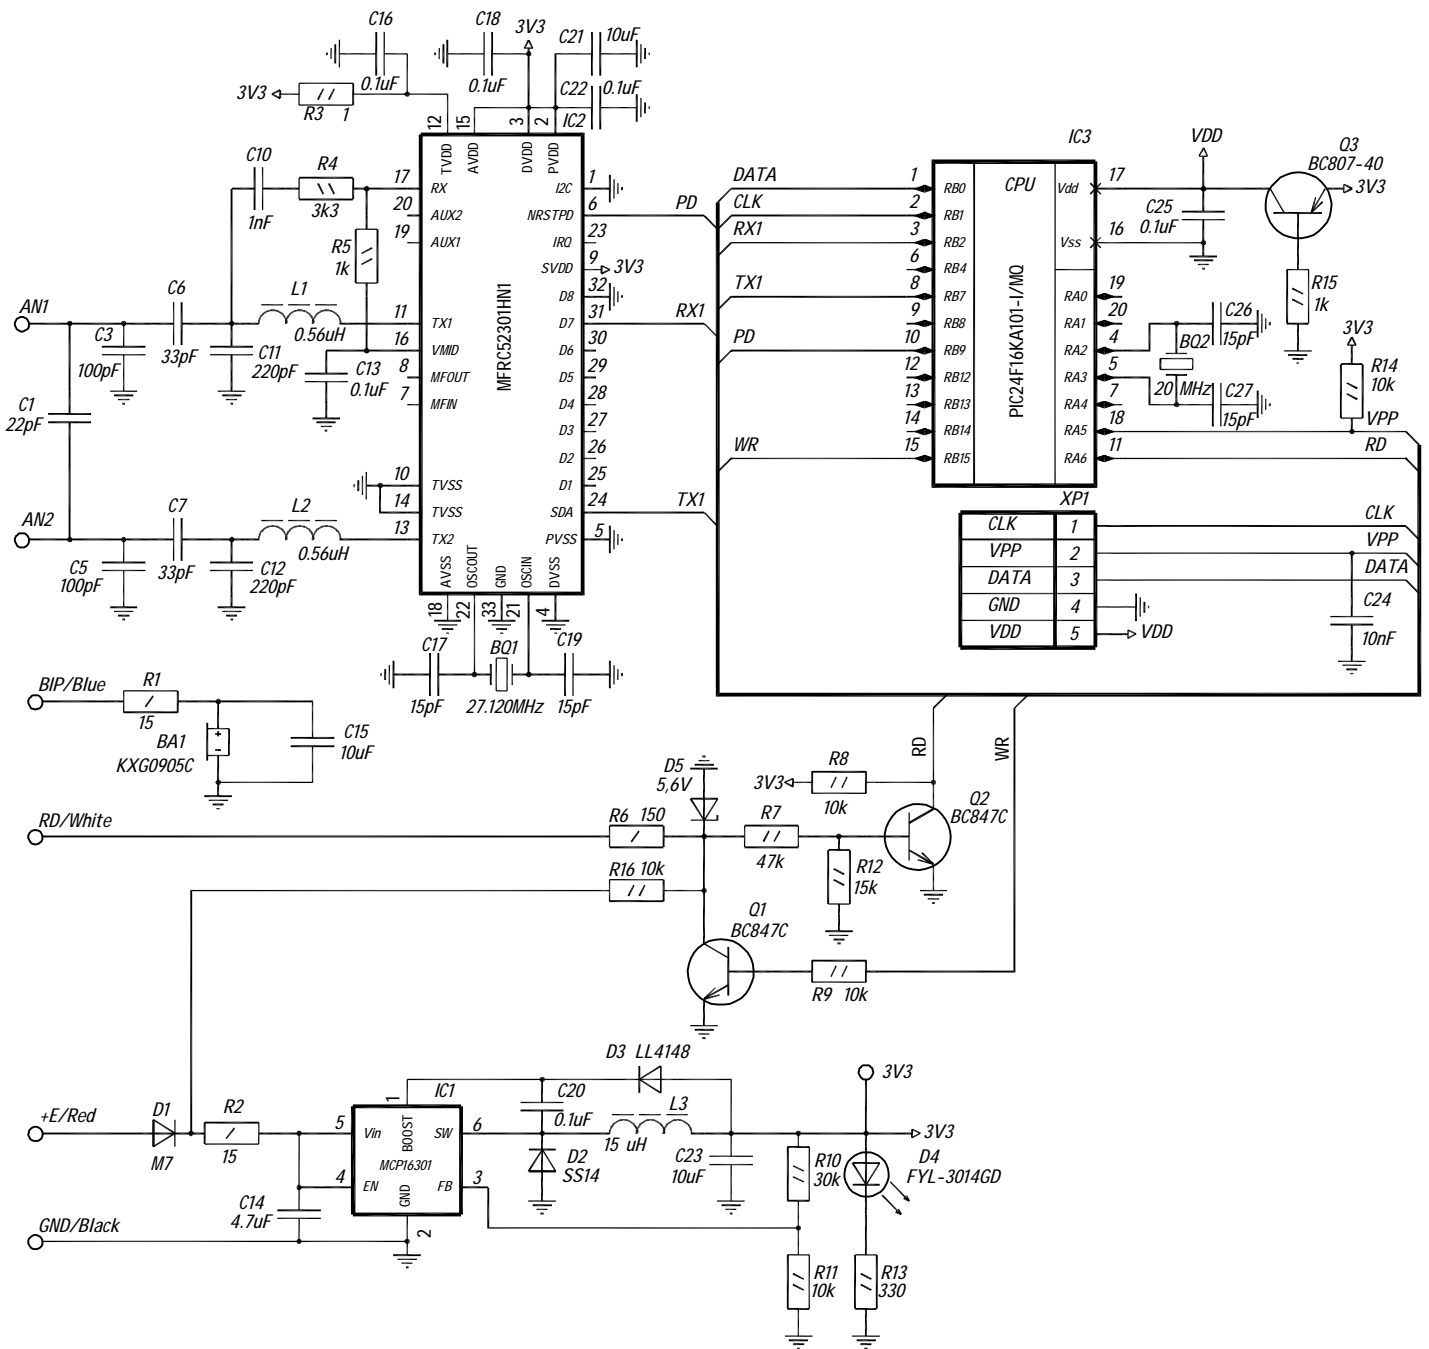 C16
0.1uF
C18
0.1uF
3V3
C21
10uF
C22
0.1uF
3V3
R3
1
12
15
3
2
IC2
TVDD
AVDD
DVDD
PVDD
C10
1nF
R4
3k3
R5
1k
17
RX
20
AUX2
19
AUX1
11
TX1
16
VMID
8
MFOUT
7
MFIN
10
TVSS
14
TVSS
13
TX2
MFRC52301HN1
I2C
1
NRSTPD
6
IRQ
23
SVDD
9
3V3
D8
32
D7
31
D6
30
D5
29
D4
28
D3
27
D2
26
D1
25
SDA
24
PVSS
5
AVSS
OSCOUT
GND
OSCIN
DVSS
18
22
33
21
4
PD
RX1
TX1
AN1
C3
100pF
C6
33pF
L1
0.56uH
C11
220pF
C13
0.1uF
C1
22pF
AN2
C7
33pF
L2
0.56uH
C5
100pF
C12
220pF
C17
15pF
BQ1
27.120MHz
C19
15pF
DATA
CLK
RX1
TX1
PD
WR
IC3
CPU
PIC24F16KA101-I/MQ
1
RB0
2
RB1
3
RB2
6
RB4
8
RB7
9
RB8
10
RB9
12
RB12
13
RB13
14
RB14
15
RB15
Vdd
17
Vss
16
RA0
19
RA1
20
RA2
4
RA3
5
RA4
7
RA5
18
RA6
11
VDD
C25
0.1uF
Q3
BC807-40
3V3
R15
1k
C26
15pF
BQ2
20 MHz
C27
15pF
3V3
R14
10k
VPP
RD
XP1
CLK
1
CLK
VPP
2
VPP
DATA
3
DATA
GND
4
VDD
5
VDD
C24
10nF
BIP/Blue
R1
15
BA1
KXG0905C
C15
10uF
RD/White
R6 150
R16 10k
D5
5,6V
R7
47k
3V3
R8
10k
RD
WR
Q2
BC847C
R12
15k
Q1
BC847C
R9 10k
+E/Red
D1
M7
R2
15
C14
4.7uF
GND/Black
IC1
1
5
Vin
BOOST
SW
6
MCP16301
4
EN
GND
FB
3
2
D3 LL4148
C20
0.1uF
D2
SS14
L3
15 uH
C23
10uF
3V3
3V3
R10
30k
D4
FYL-3014GD
R11
10k
R13
330